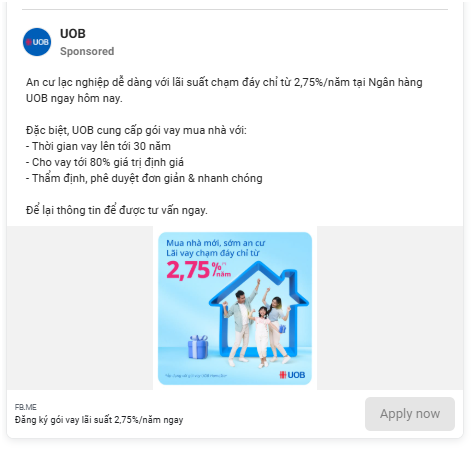 UOB
Sponsored
UOB
An cư lạc nghiệp dễ dàng với lãi suất chạm đáy chỉ từ 2,75%/năm tại Ngân hàng
UOB ngay hôm nay.
Đặc biệt, UOB cung cấp gói vay mua nhà với:
- Thời gian vay lên tới 30 năm
- Cho vay tới 80% giá trị định giá
- Thẩm định, phê duyệt đơn giản & nhanh chóng
Để lại thông tin để được tư vấn ngay.
Mua nhà mới, sớm an cư
Lãi vay chạm đáy chỉ từ
2,75%/năm
UOB
FB.ME
Đăng ký gói vay lãi suất 2,75%/năm ngay
Apply now